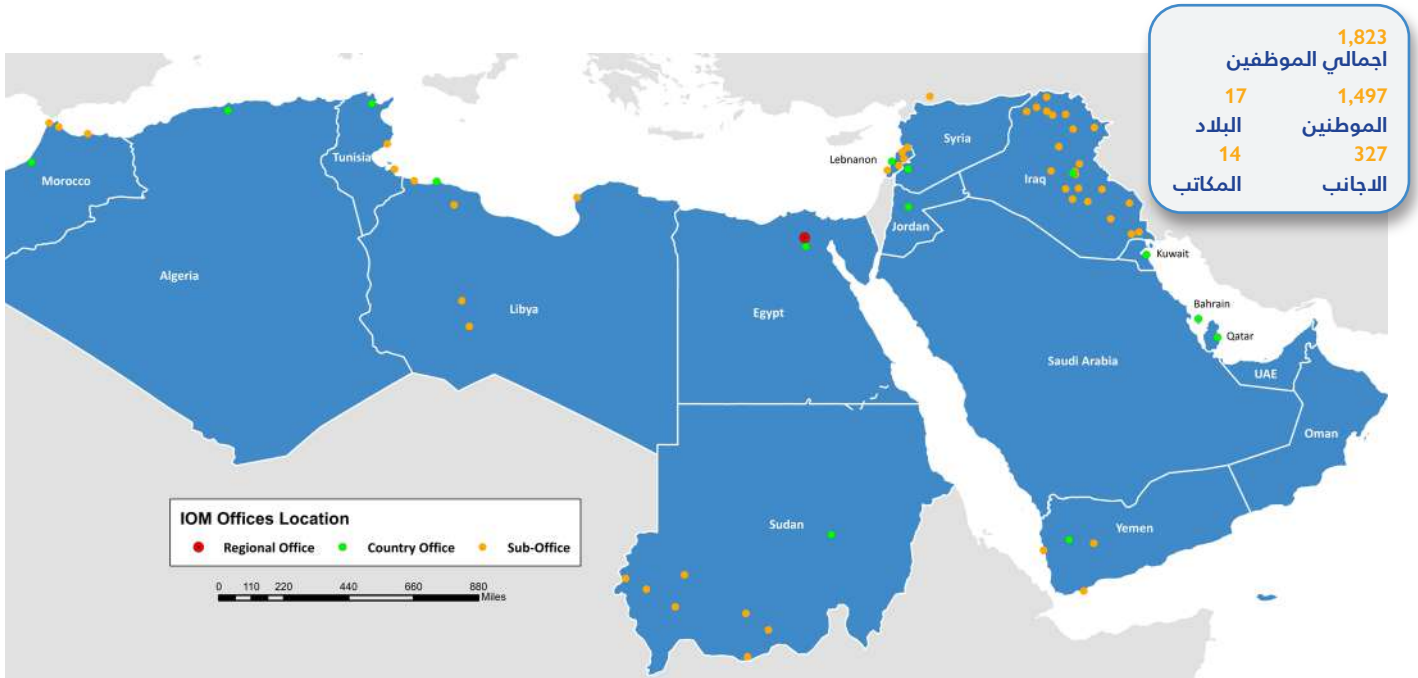 1,823
اجمالي الموظفين
1,497 17
الموطنين البلاد
327 14
الاجانب المكاتب
Syria
Tunisia
Lebnanon
Morocco
Iraq
Jordan
Kuwait
Algeria
Libya
Egypt
Bahrain
Qatar
Saudi Arabia
UAE
Oman
IOM Offices Location
Sudan
Yemen
Regional Office Country Office Sub-Office
0 110 220 440 660 880
Miles